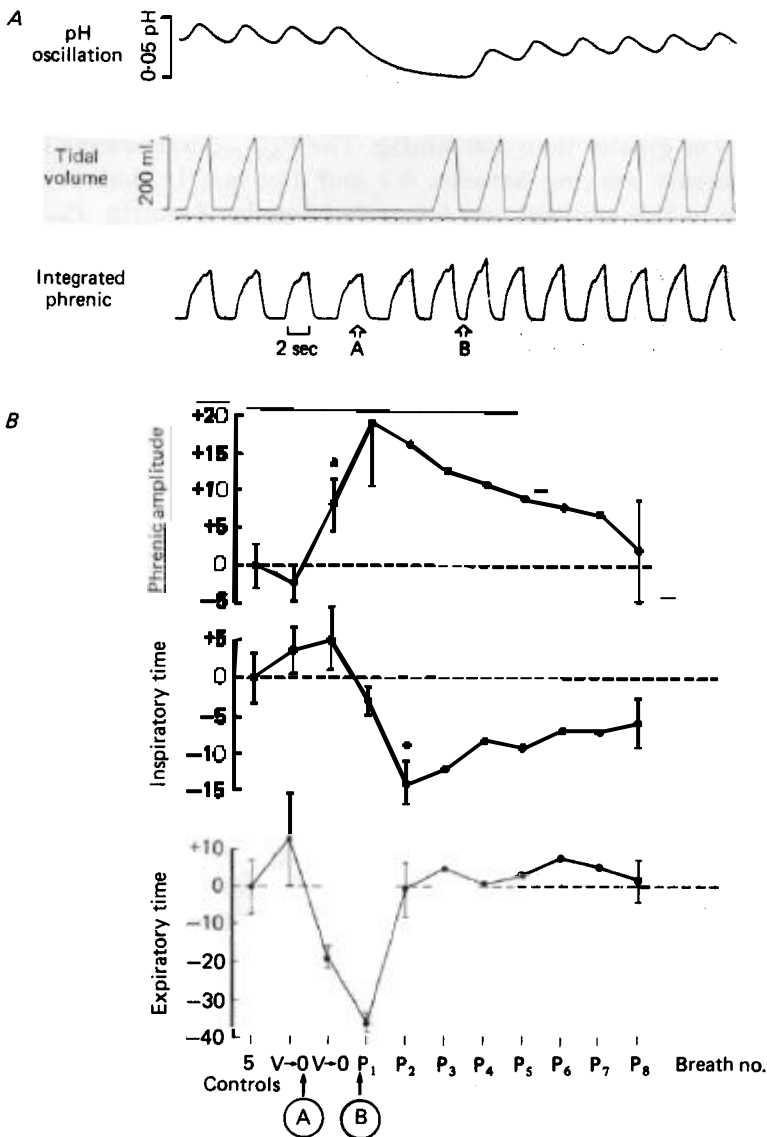 A
pH
oscillation
0·05 pH
Tidal
volume
200 mL
Integrated
phrenic
2 sec
A
B
B
Phrenic amplitude
+20
+15
+10
+5
0
−5
Inspiratory time
+5
0
−5
−10
−15
Expiratory time
+10
0
−10
−20
−30
−40
5 V→0 V→0 P₁ P₂ P₃ P₄ P₅ P₆ P₇ P₈ Breath no.
Controls
A
B